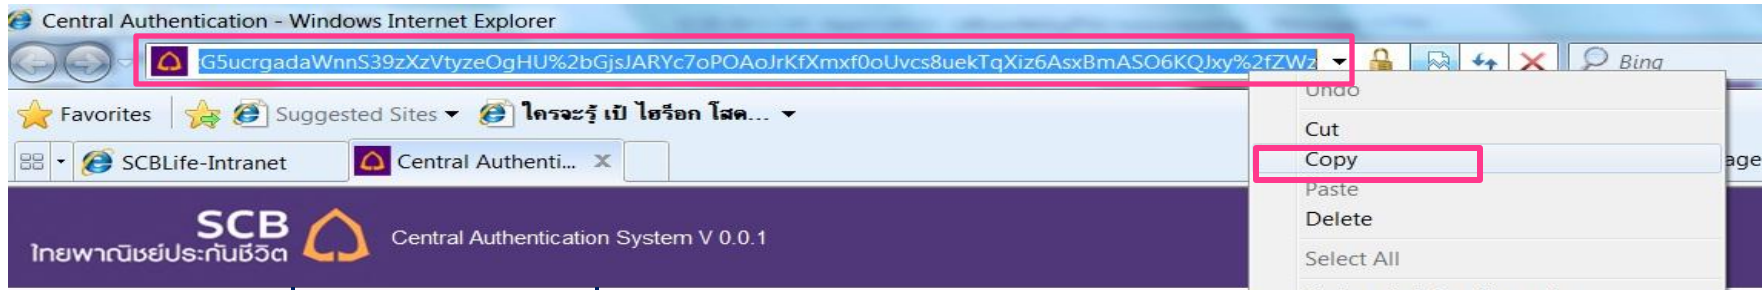 Central Authentication - Windows Internet Explorer
G5ucrgadaWnnS39zXzVtyzeOgHU%2bGjsJARYc7oPOAoJrKfXmxf0oUvcs8uekTqXiz6AsxBmASO6KQJxy%2fZWz
Bing
Undo
Favorites
Suggested Sites
ใครจะรู้ เป้ ไฮร็อก โสด...
Cut
SCBLife-Intranet
Central Authenti... X
Copy
age
Paste
Delete
SCB
ไทยพาณิชย์ประกันชีวิต
Central Authentication System V 0.0.1
Select All